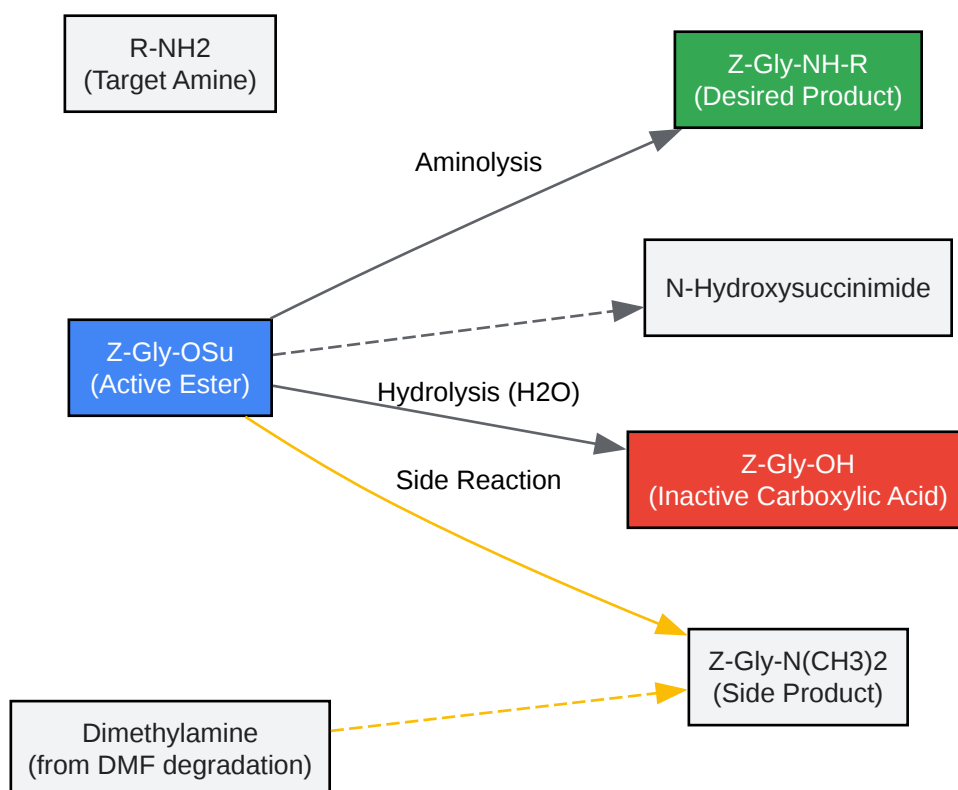 R-NH2
(Target Amine)
Z-Gly-NH-R
(Desired Product)
Aminolysis
N-Hydroxysuccinimide
Z-Gly-OSu
(Active Ester)
Hydrolysis (H2O)
Z-Gly-OH
(Inactive Carboxylic Acid)
Side Reaction
Z-Gly-N(CH3)2
(Side Product)
Dimethylamine
(from DMF degradation)